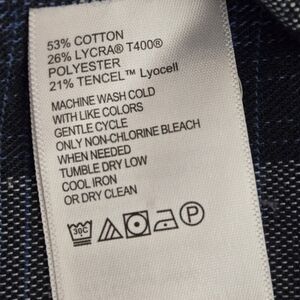 53% COTTON
26% LYCRA® T400®
POLYESTER
21% TENCEL™ Lyocell
MACHINE WASH COLD
WITH LIKE COLORS
GENTLE CYCLE
ONLY NON-CHLORINE BLEACH
WHEN NEEDED
TUMBLE DRY LOW
COOL IRON
OR DRY CLEAN
30C P